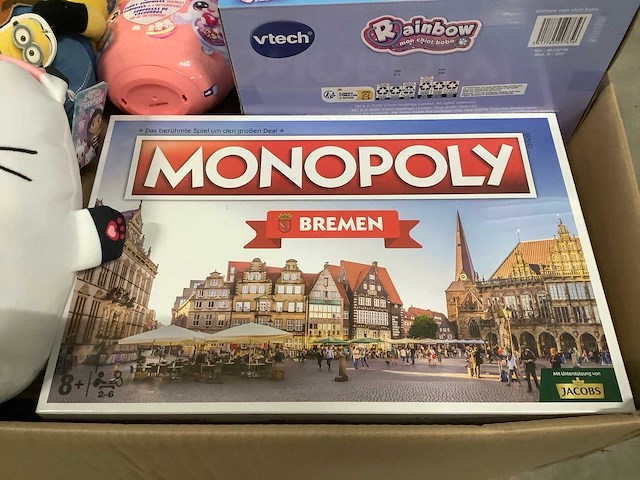 vtech
Rainbow
mon chiot bobo
✦ Das berühmte Spiel um den großen Deal ✦
MONOPOLY
BREMEN
8+
2-6
Mit Unterstützung von
JACOBS